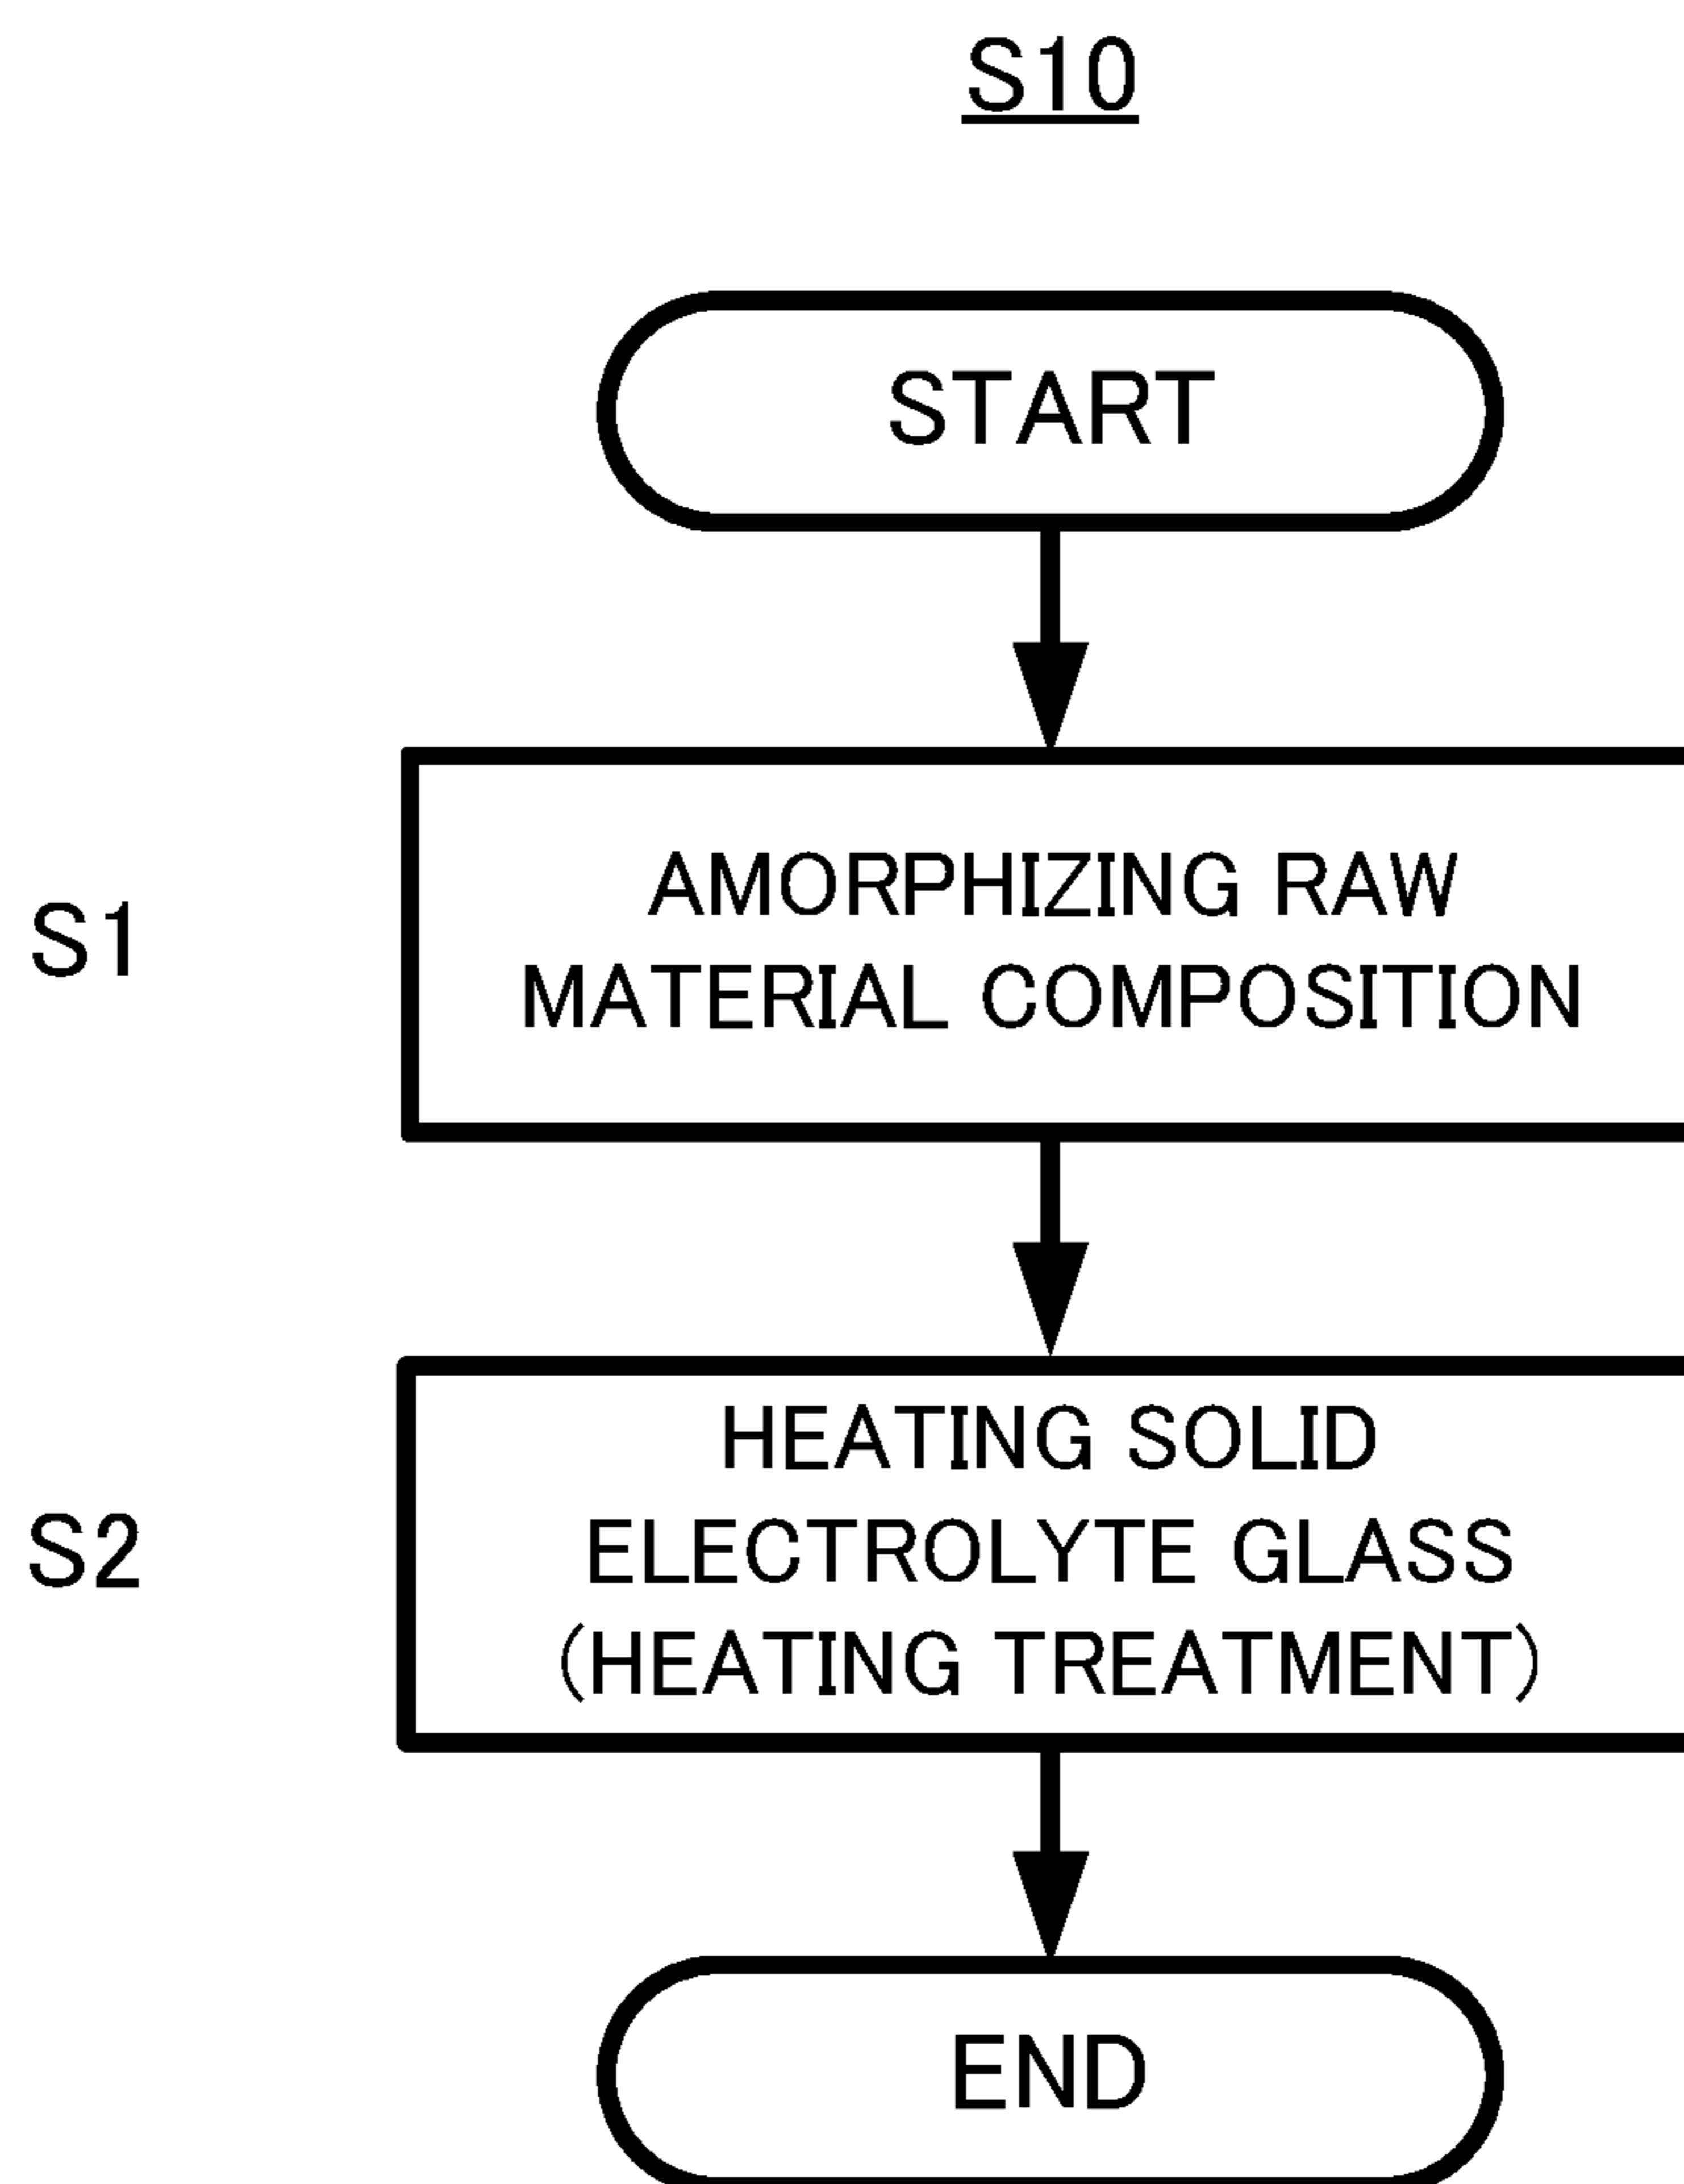 S10
START
S1
AMORPHIZING RAW
MATERIAL COMPOSITION
S2
HEATING SOLID
ELECTROLYTE GLASS
(HEATING TREATMENT)
END